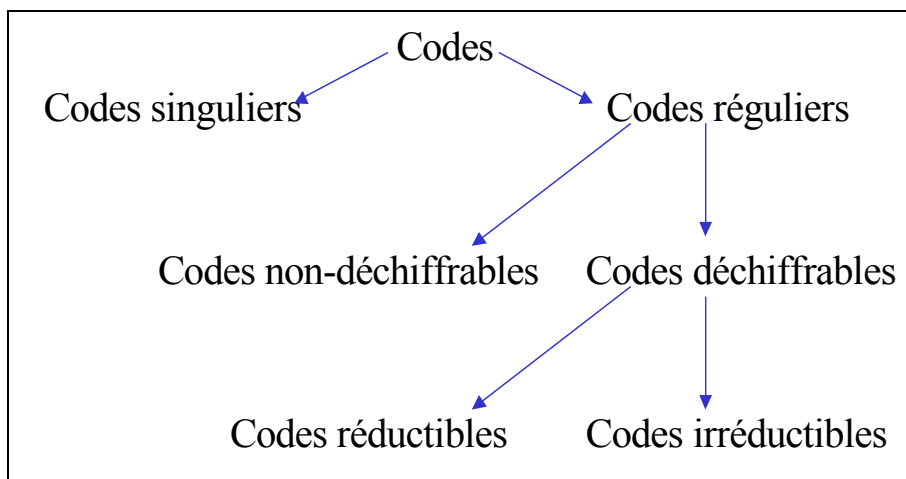 Codes
Codes singuliers Codes réguliers
Codes non-déchiffrables Codes déchiffrables
Codes réductibles Codes irréductibles